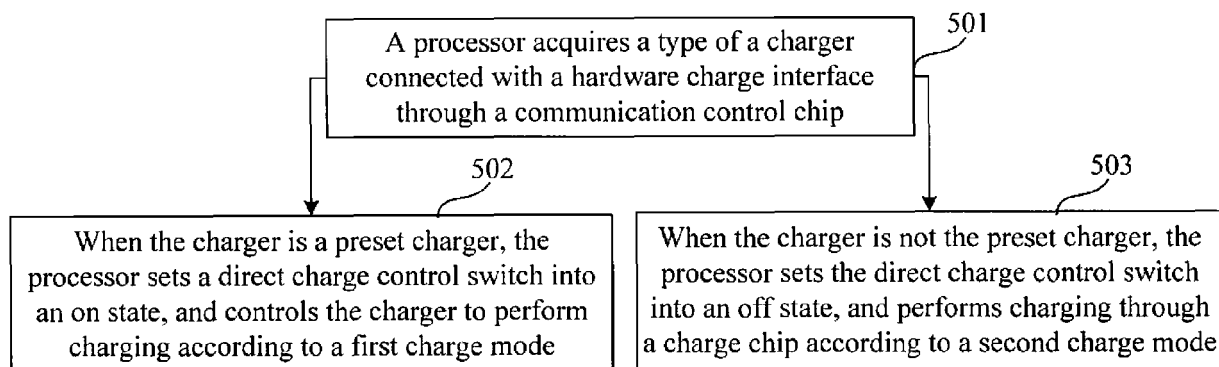 A processor acquires a type of a charger
connected with a hardware charge interface
through a communication control chip
501
502
When the charger is a preset charger, the
processor sets a direct charge control switch into
an on state, and controls the charger to perform
charging according to a first charge mode
503
When the charger is not the preset charger, the
processor sets the direct charge control switch
into an off state, and performs charging through
a charge chip according to a second charge mode